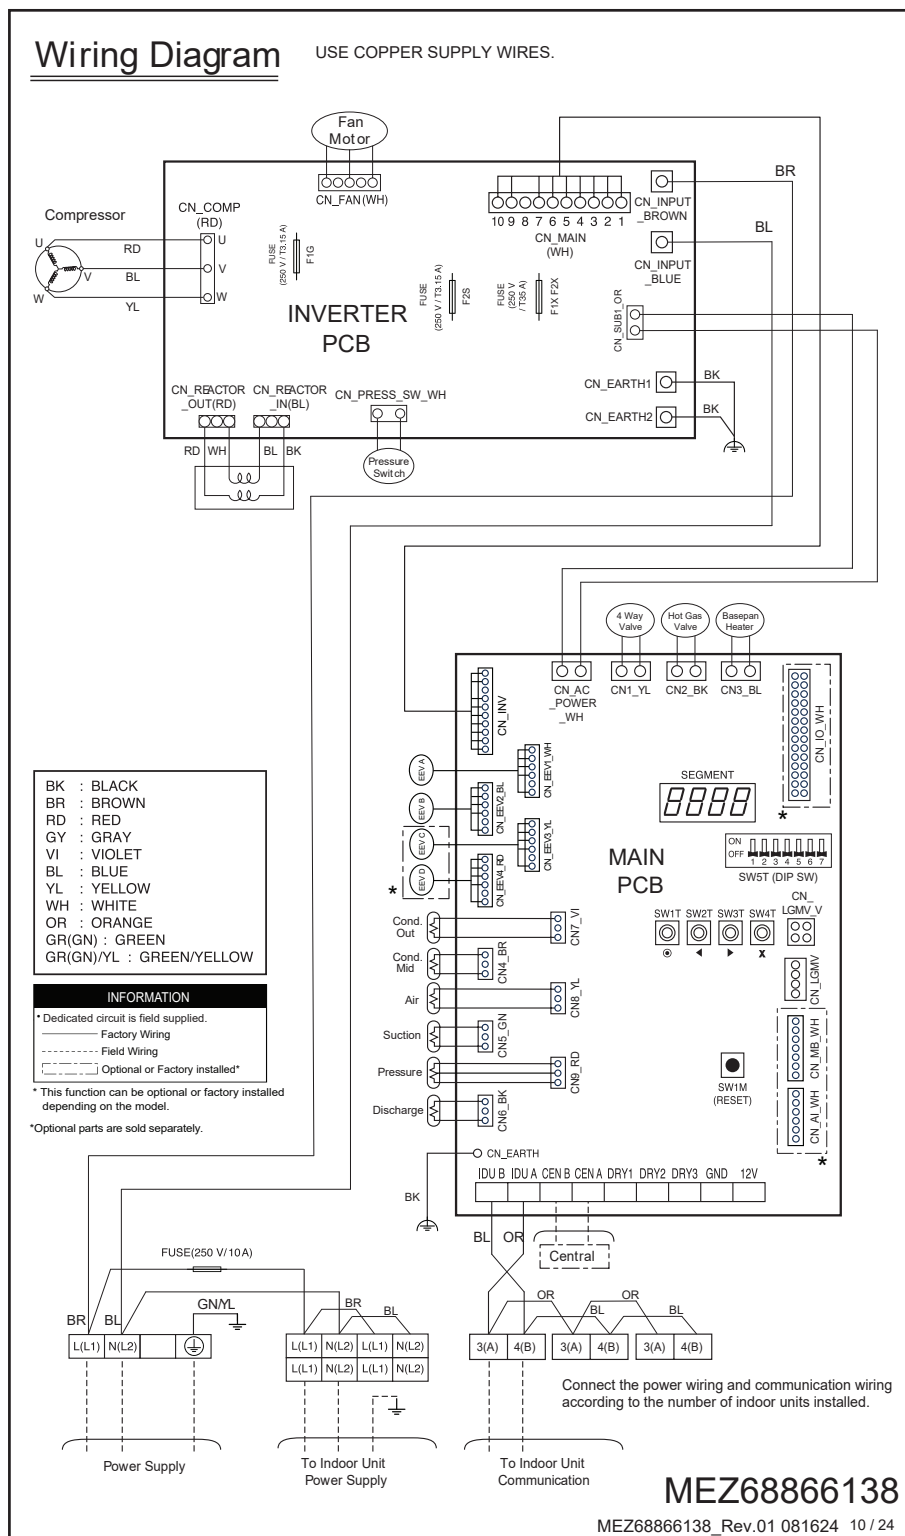 Wiring Diagram
USE COPPER SUPPLY WIRES.
Fan
Motor
CN_FAN(WH)
Compressor
U
V
W
RD
BL
YL
CN_COMP
(RD)
U
V
W
FUSE
(250 V / T3.15 A)
F1G
FUSE
(250 V / T3.15 A)
F2S
FUSE
(250 V
/ T35 A)
F1X F2X
10 9 8 7 6 5 4 3 2 1
CN_MAIN
(WH)
CN_INPUT
_BROWN
BR
CN_INPUT
_BLUE
BL
CN_SUB1_OR
INVERTER
PCB
CN_EARTH1
BK
CN_EARTH2
BK
CN_REACTOR
_OUT(RD)
CN_REACTOR
_IN(BL)
RD WH BL BK
CN_PRESS_SW_WH
Pressure
Switch
4 Way
Valve
Hot Gas
Valve
Basepan
Heater
CN_AC
_POWER
_WH
CN1_YL
CN2_BK
CN3_BL
CN_INV
CN_IO_WH
*
EEV A
CN_EEV1_WH
EEV B
CN_EEV2_BL
EEV C
CN_EEV3_YL
EEV D
CN_EEV4_RD
*
SEGMENT
8888
MAIN
PCB
ON
OFF
1 2 3 4 5 6 7
SW5T (DIP SW)
SW1T SW2T SW3T SW4T
X
CN_
LGMV_V
CN_LGMV
CN_MB_WH
CN_AI_WH
*
SW1M
(RESET)
Cond.
Out
CN7_VI
Cond.
Mid
CN4_BR
Air
CN8_YL
Suction
CN5_GN
Pressure
CN9_RD
Discharge
CN6_BK
CN_EARTH
BK
IDU B IDU A CEN B CEN A DRY1 DRY2 DRY3 GND 12V
BL OR
Central
BK : BLACK
BR : BROWN
RD : RED
GY : GRAY
VI : VIOLET
BL : BLUE
YL : YELLOW
WH : WHITE
OR : ORANGE
GR(GN) : GREEN
GR(GN)/YL : GREEN/YELLOW
INFORMATION
* Dedicated circuit is field supplied.
Factory Wiring
Field Wiring
Optional or Factory installed*
* This function can be optional or factory installed
depending on the model.
*Optional parts are sold separately.
FUSE(250 V/10A)
BR BL
GN/YL
L(L1) N(L2)
Power Supply
BR
BL
L(L1) N(L2) L(L1) N(L2)
L(L1) N(L2) L(L1) N(L2)
To Indoor Unit
Power Supply
OR
BL
OR
BL
3(A) 4(B) 3(A) 4(B) 3(A) 4(B)
To Indoor Unit
Communication
Connect the power wiring and communication wiring
according to the number of indoor units installed.
MEZ68866138
MEZ68866138_Rev.01 081624 10 / 24